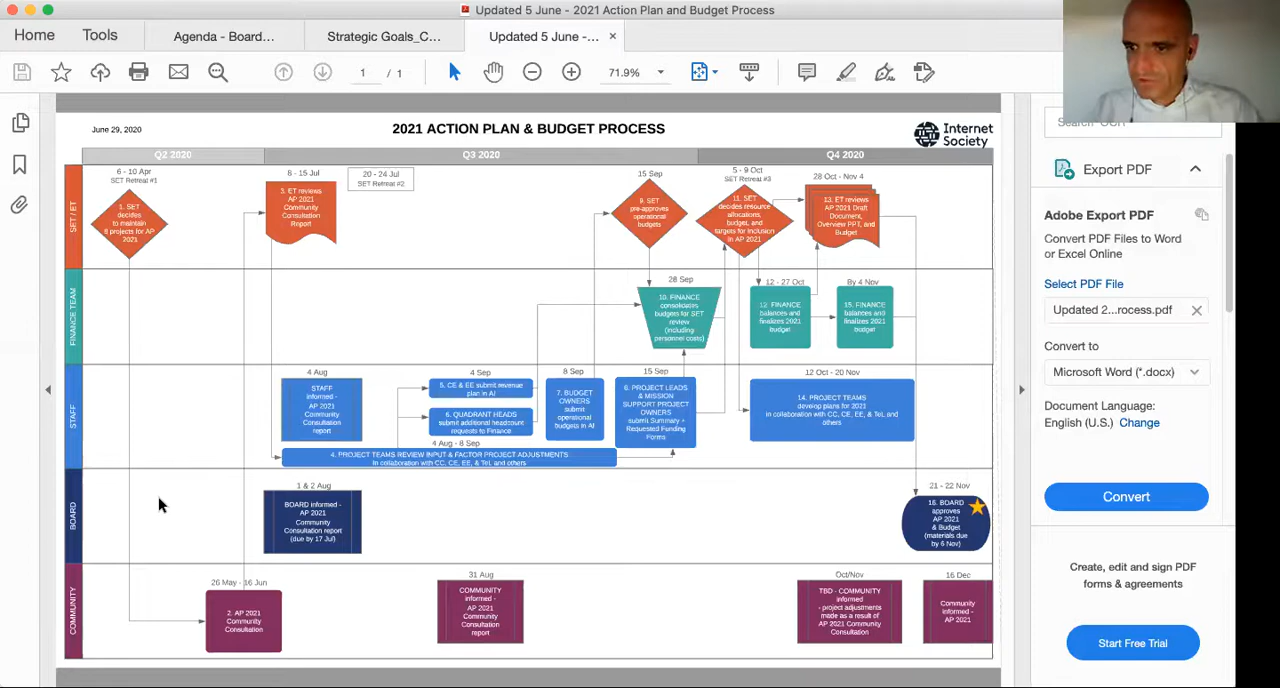 Updated 5 June - 2021 Action Plan and Budget Process
Home
Tools
Agenda - Board...
Strategic Goals_C...
Updated 5 June -...
1 / 1
71.9%
June 29, 2020
2021 ACTION PLAN & BUDGET PROCESS
Internet
Society
Q2 2020
Q3 2020
Q4 2020
SET / ET
6 - 10 Apr
SET Retreat #1
1. SET
decides
to maintain
6 projects for AP
2021
8 - 15 Jul
3. ET reviews
AP 2021
Community
Consultation
Report
20 - 24 Jul
SET Retreat #2
15 Sep
9. SET
pre-approves
operational
budgets
5 - 9 Oct
SET Retreat #3
11. SET
decides resource
allocations,
budget, and
targets for inclusion
in AP 2021
28 Oct - Nov 4
13. ET reviews
AP 2021 Draft
Document,
Overview PPT, and
Budget
FINANCE TEAM
28 Sep
10. FINANCE
consolidates
budgets for SET
review
(including
personnel costs)
12 - 27 Oct
12. FINANCE
balances and
finalizes 2021
budget
By 4 Nov
15. FINANCE
balances and
finalizes 2021
budget
STAFF
4 Aug
STAFF
informed -
AP 2021
Community
Consultation
report
4 Sep
5. CE & EE submit revenue
plan in AI
6. QUADRANT HEADS
submit additional headcount
requests to Finance
4 Aug - 8 Sep
4. PROJECT TEAMS REVIEW INPUT & FACTOR PROJECT ADJUSTMENTS
In collaboration with CC, CE, EE, & TeI, and others
8 Sep
7. BUDGET
OWNERS
submit
operational
budgets in AI
15 Sep
PROJECT LEADS
& MISSION
SUPPORT PROJECT
OWNERS
submit Summary +
Requested Funding
Forms
12 Oct - 20 Nov
14. PROJECT TEAMS
develop plans for 2021
in collaboration with CC, CE, EE, & TeI, and
others
BOARD
1 & 2 Aug
BOARD informed -
AP 2021
Community
Consultation report
(due by 17 Jul)
21 - 22 Nov
16. BOARD
approves
AP 2021
& Budget
(materials due
by 6 Nov)
COMMUNITY
26 May - 16 Jun
2. AP 2021
Community
Consultation
31 Aug
COMMUNITY
informed -
AP 2021
Community
Consultation
report
Oct/Nov
TBD - COMMUNITY
informed
- project adjustments
made as a result of
AP 2021 Community
Consultation
16 Dec
Community
informed -
AP 2021
Export PDF
Adobe Export PDF
Convert PDF Files to Word
or Excel Online
Select PDF File
Updated 2...rocess.pdf
Convert to
Microsoft Word (*.docx)
Document Language:
English (U.S.) Change
Convert
Create, edit and sign PDF
forms & agreements
Start Free Trial